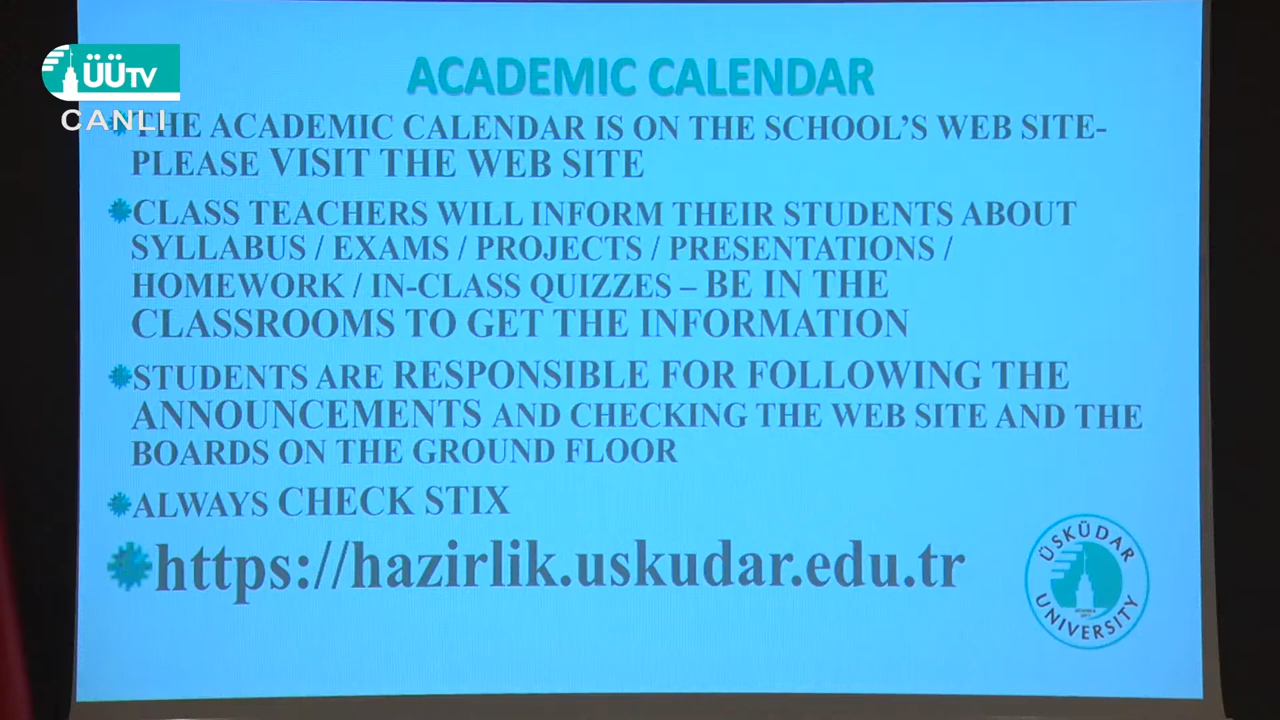 ÜÜTV
CANLI
ACADEMIC CALENDAR
THE ACADEMIC CALENDAR IS ON THE SCHOOL'S WEB SITE-
PLEASE VISIT THE WEB SITE
CLASS TEACHERS WILL INFORM THEIR STUDENTS ABOUT
SYLLABUS / EXAMS / PROJECTS / PRESENTATIONS /
HOMEWORK / IN-CLASS QUIZZES – BE IN THE
CLASSROOMS TO GET THE INFORMATION
STUDENTS ARE RESPONSIBLE FOR FOLLOWING THE
ANNOUNCEMENTS AND CHECKING THE WEB SITE AND THE
BOARDS ON THE GROUND FLOOR
ALWAYS CHECK STIX
https://hazirlik.uskudar.edu.tr
ÜSKÜDAR
UNIVERSITY